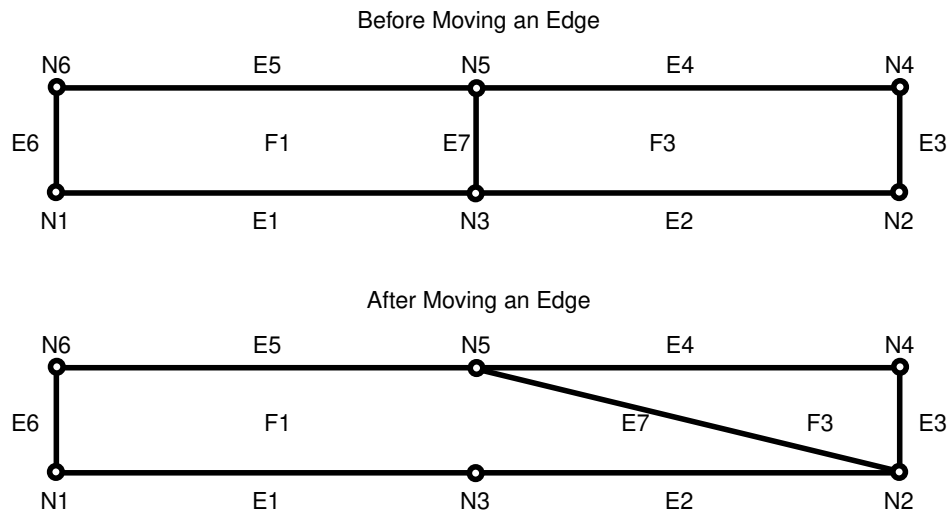 Before Moving an Edge
N6 E5 N5 E4 N4
E6 F1 E7 F3 E3
N1 E1 N3 E2 N2
After Moving an Edge
N6 E5 N5 E4 N4
E6 F1 E7 F3 E3
N1 E1 N3 E2 N2